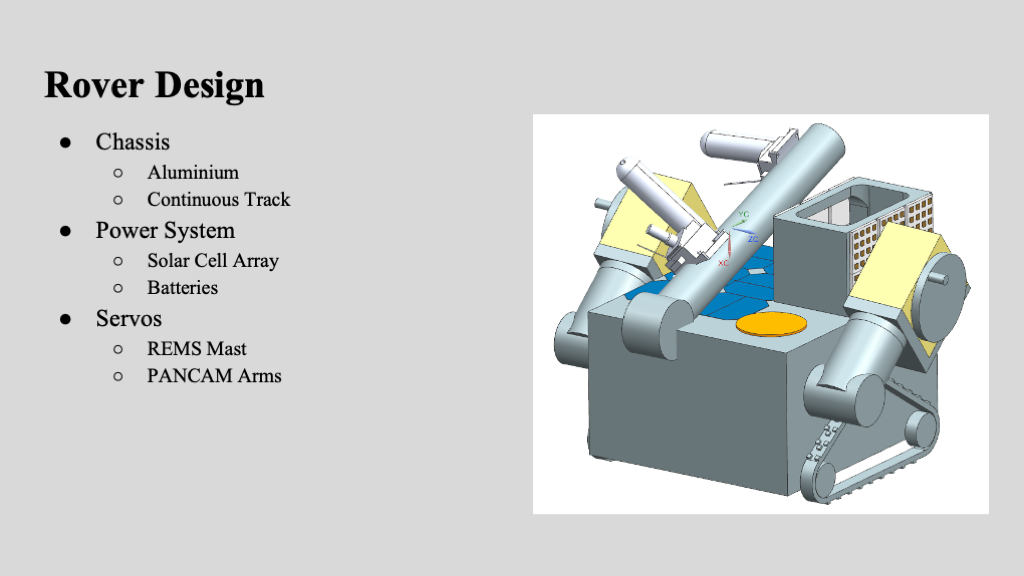 Rover Design
● Chassis
○ Aluminium
○ Continuous Track
● Power System
○ Solar Cell Array
○ Batteries
● Servos
○ REMS Mast
○ PANCAM Arms
YC
ZC
XC